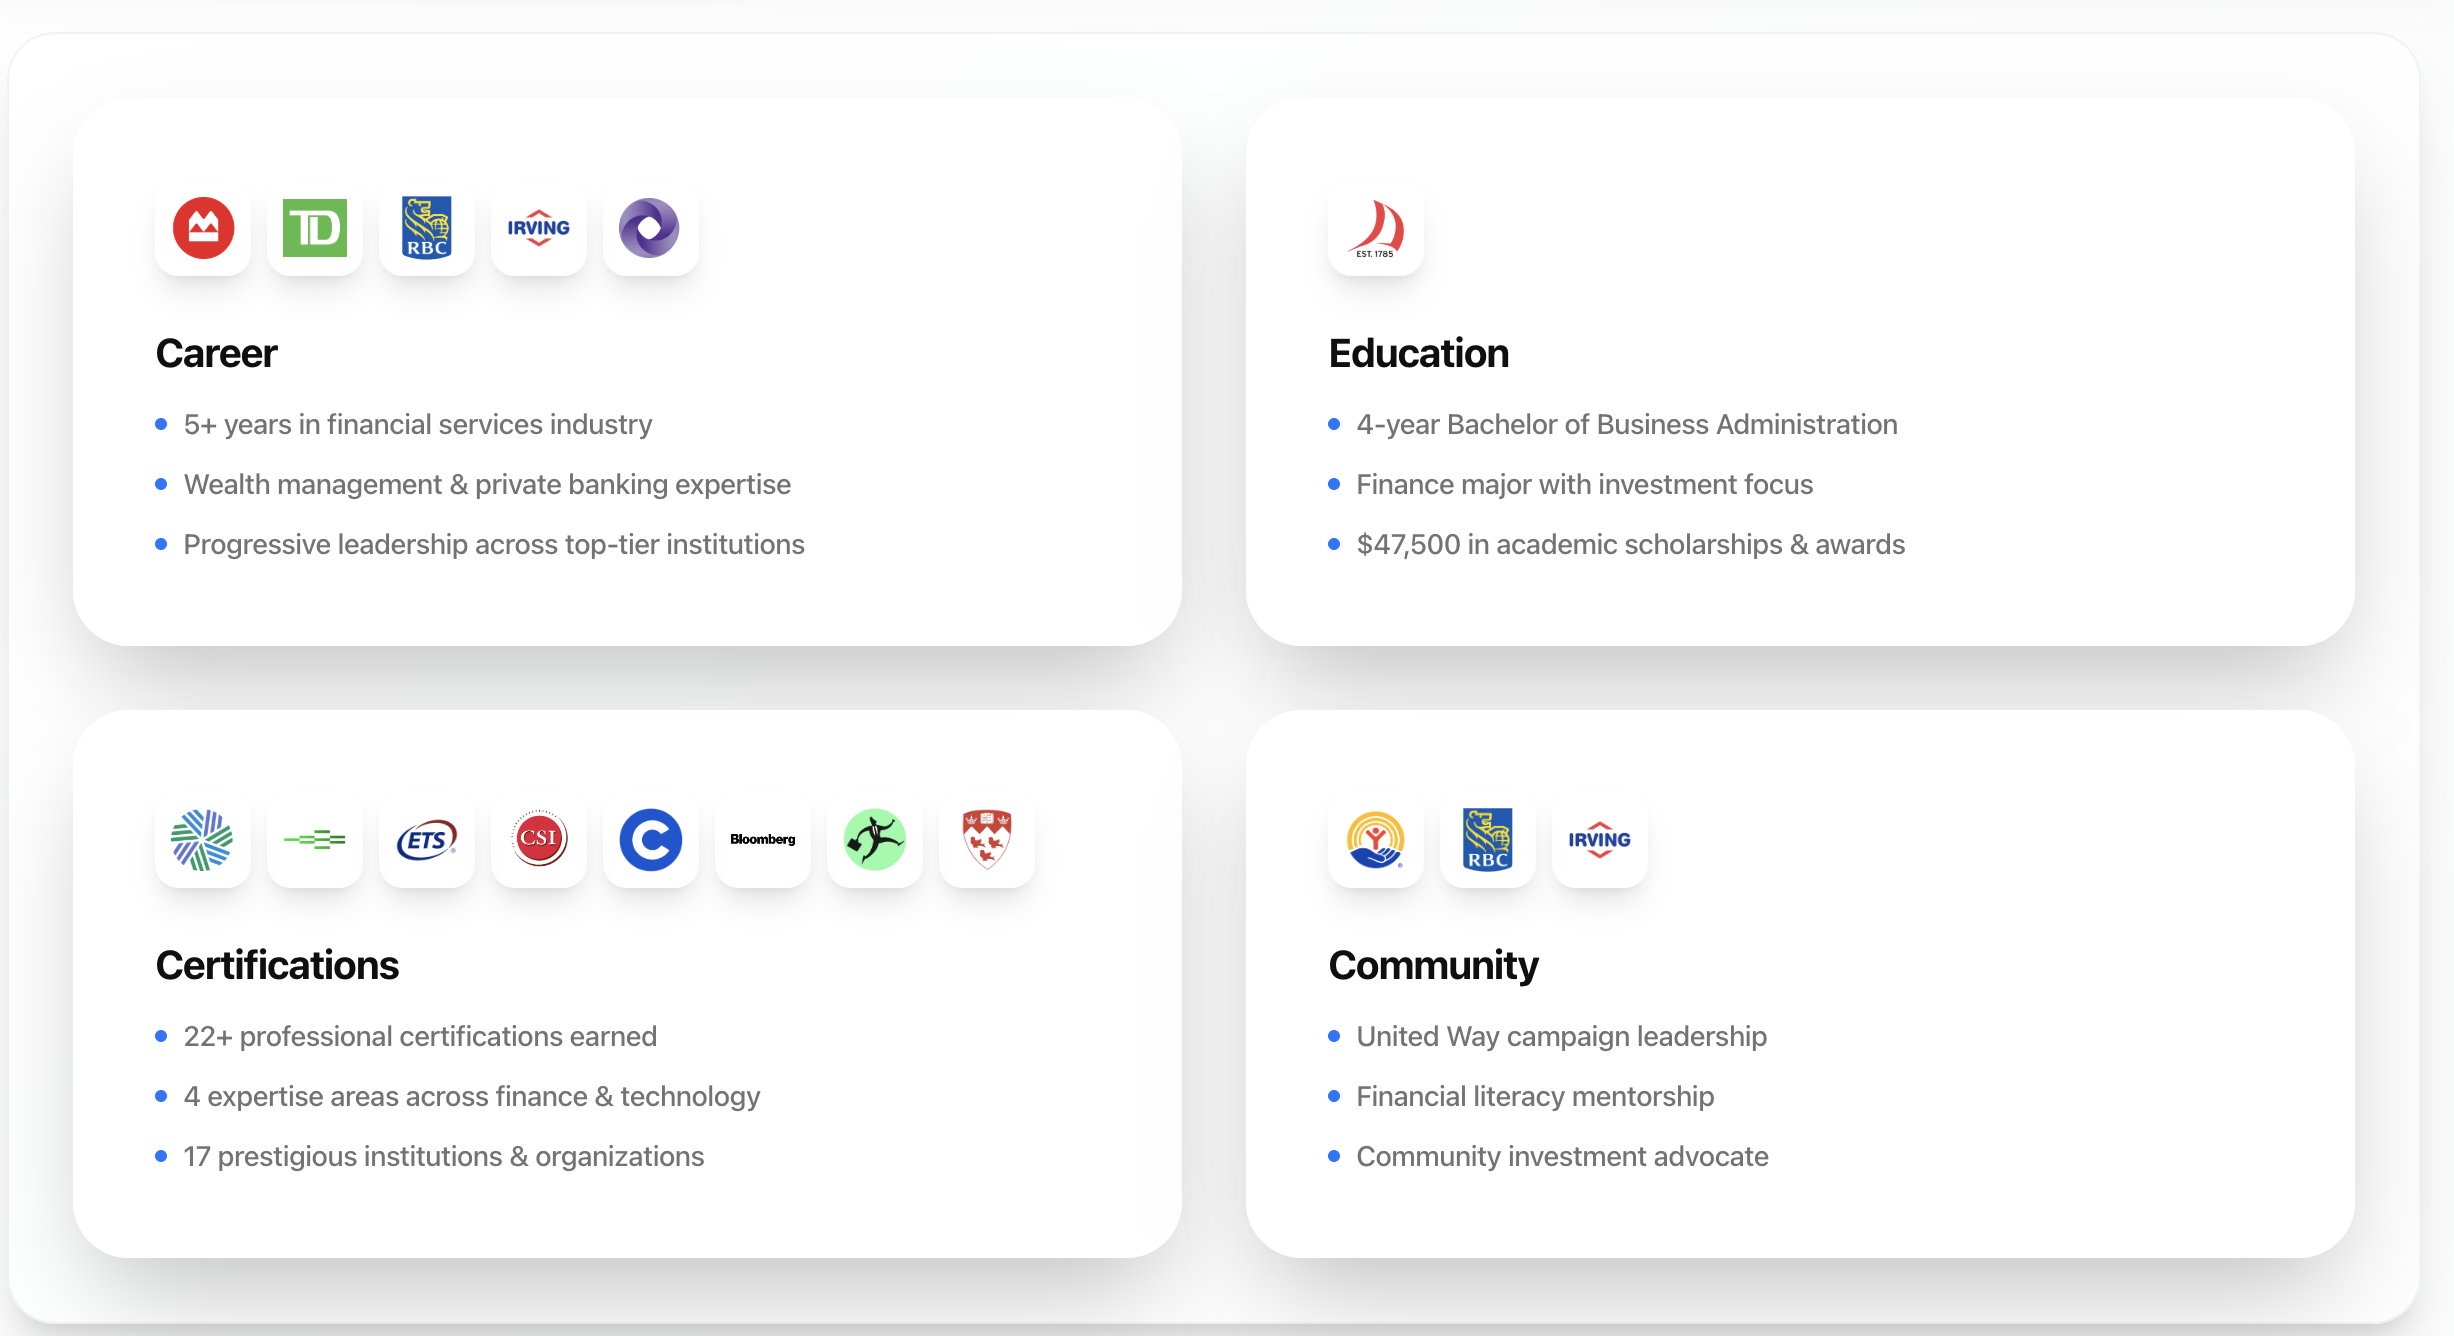 TD
RBC
IRVING
Career
5+ years in financial services industry
Wealth management & private banking expertise
Progressive leadership across top-tier institutions
EST. 1785
Education
4-year Bachelor of Business Administration
Finance major with investment focus
$47,500 in academic scholarships & awards
ETS
CSI
C
Bloomberg
Certifications
22+ professional certifications earned
4 expertise areas across finance & technology
17 prestigious institutions & organizations
RBC
IRVING
Community
United Way campaign leadership
Financial literacy mentorship
Community investment advocate